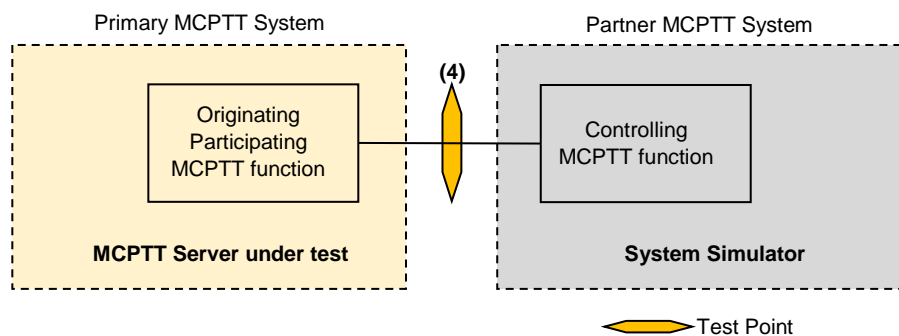 Primary MCPTT System
Partner MCPTT System
(4)
Originating
Participating
MCPTT function
Controlling
MCPTT function
MCPTT Server under test
System Simulator
Test Point